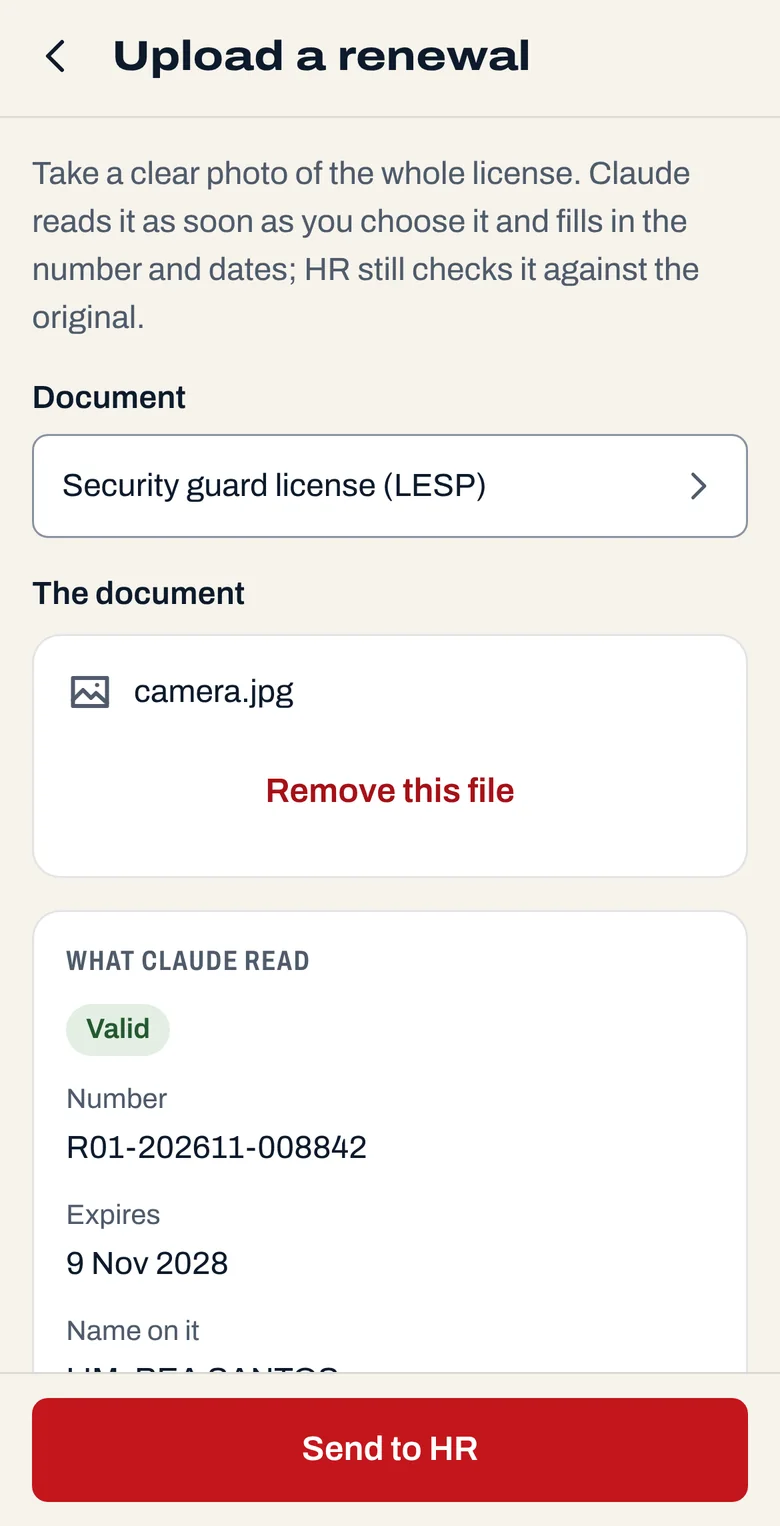 Upload a renewal
Take a clear photo of the whole license. Claude
reads it as soon as you choose it and fills in the
number and dates; HR still checks it against the
original.
Document
Security guard license (LESP)
The document
camera.jpg
Remove this file
WHAT CLAUDE READ
Valid
Number
R01-202611-008842
Expires
9 Nov 2028
Name on it
Send to HR